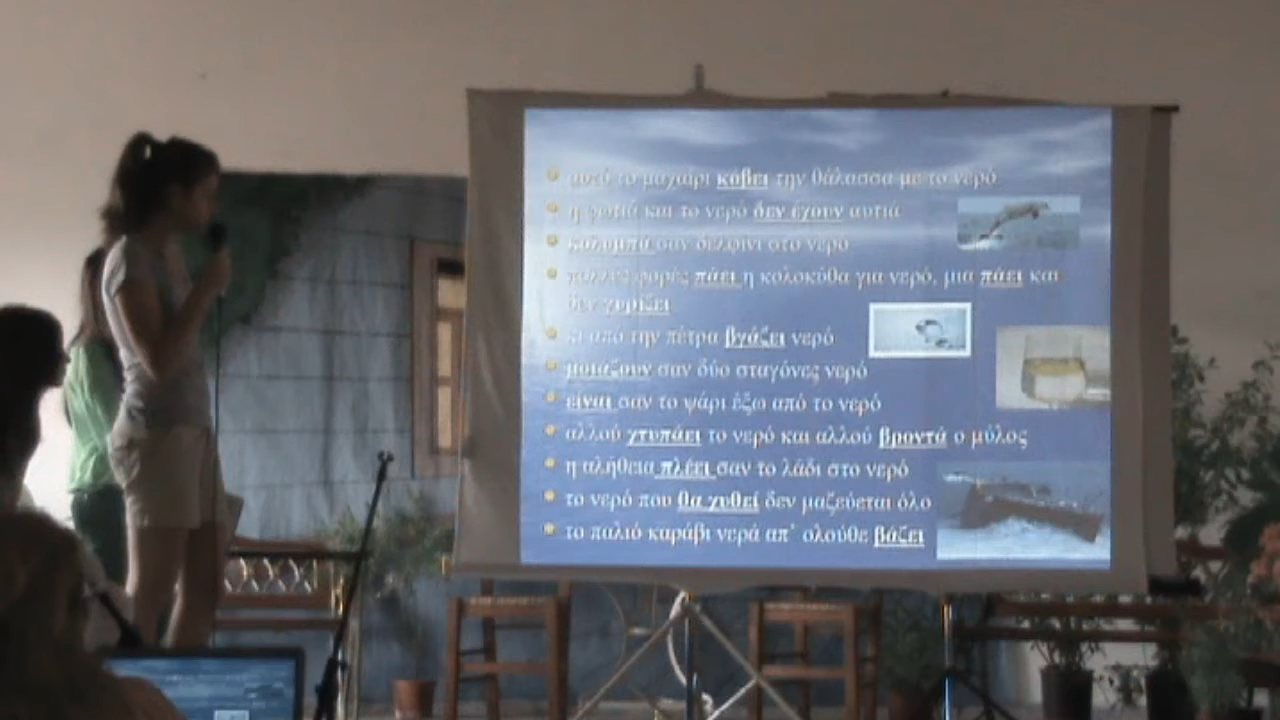 αυτό το μαχαίρι κόβει την θάλασσα με το νερό
η φωτιά και το νερό δεν έχουν αυτιά
κολυμπά σαν δελφίνι στο νερό
πολλές φορές πάει η κολοκύθα για νερό, μια πάει και
δεν γυρίζει
κι από την πέτρα βγάζει νερό
μοιάζουν σαν δύο σταγόνες νερό
είναι σαν το ψάρι έξω από το νερό
αλλού χτυπάει το νερό και αλλού βροντά ο μύλος
η αλήθεια πλέει σαν το λάδι στο νερό
το νερό που θα χυθεί δεν μαζεύεται όλο
το παλιό καράβι νερά απ' ολούθε βάζει